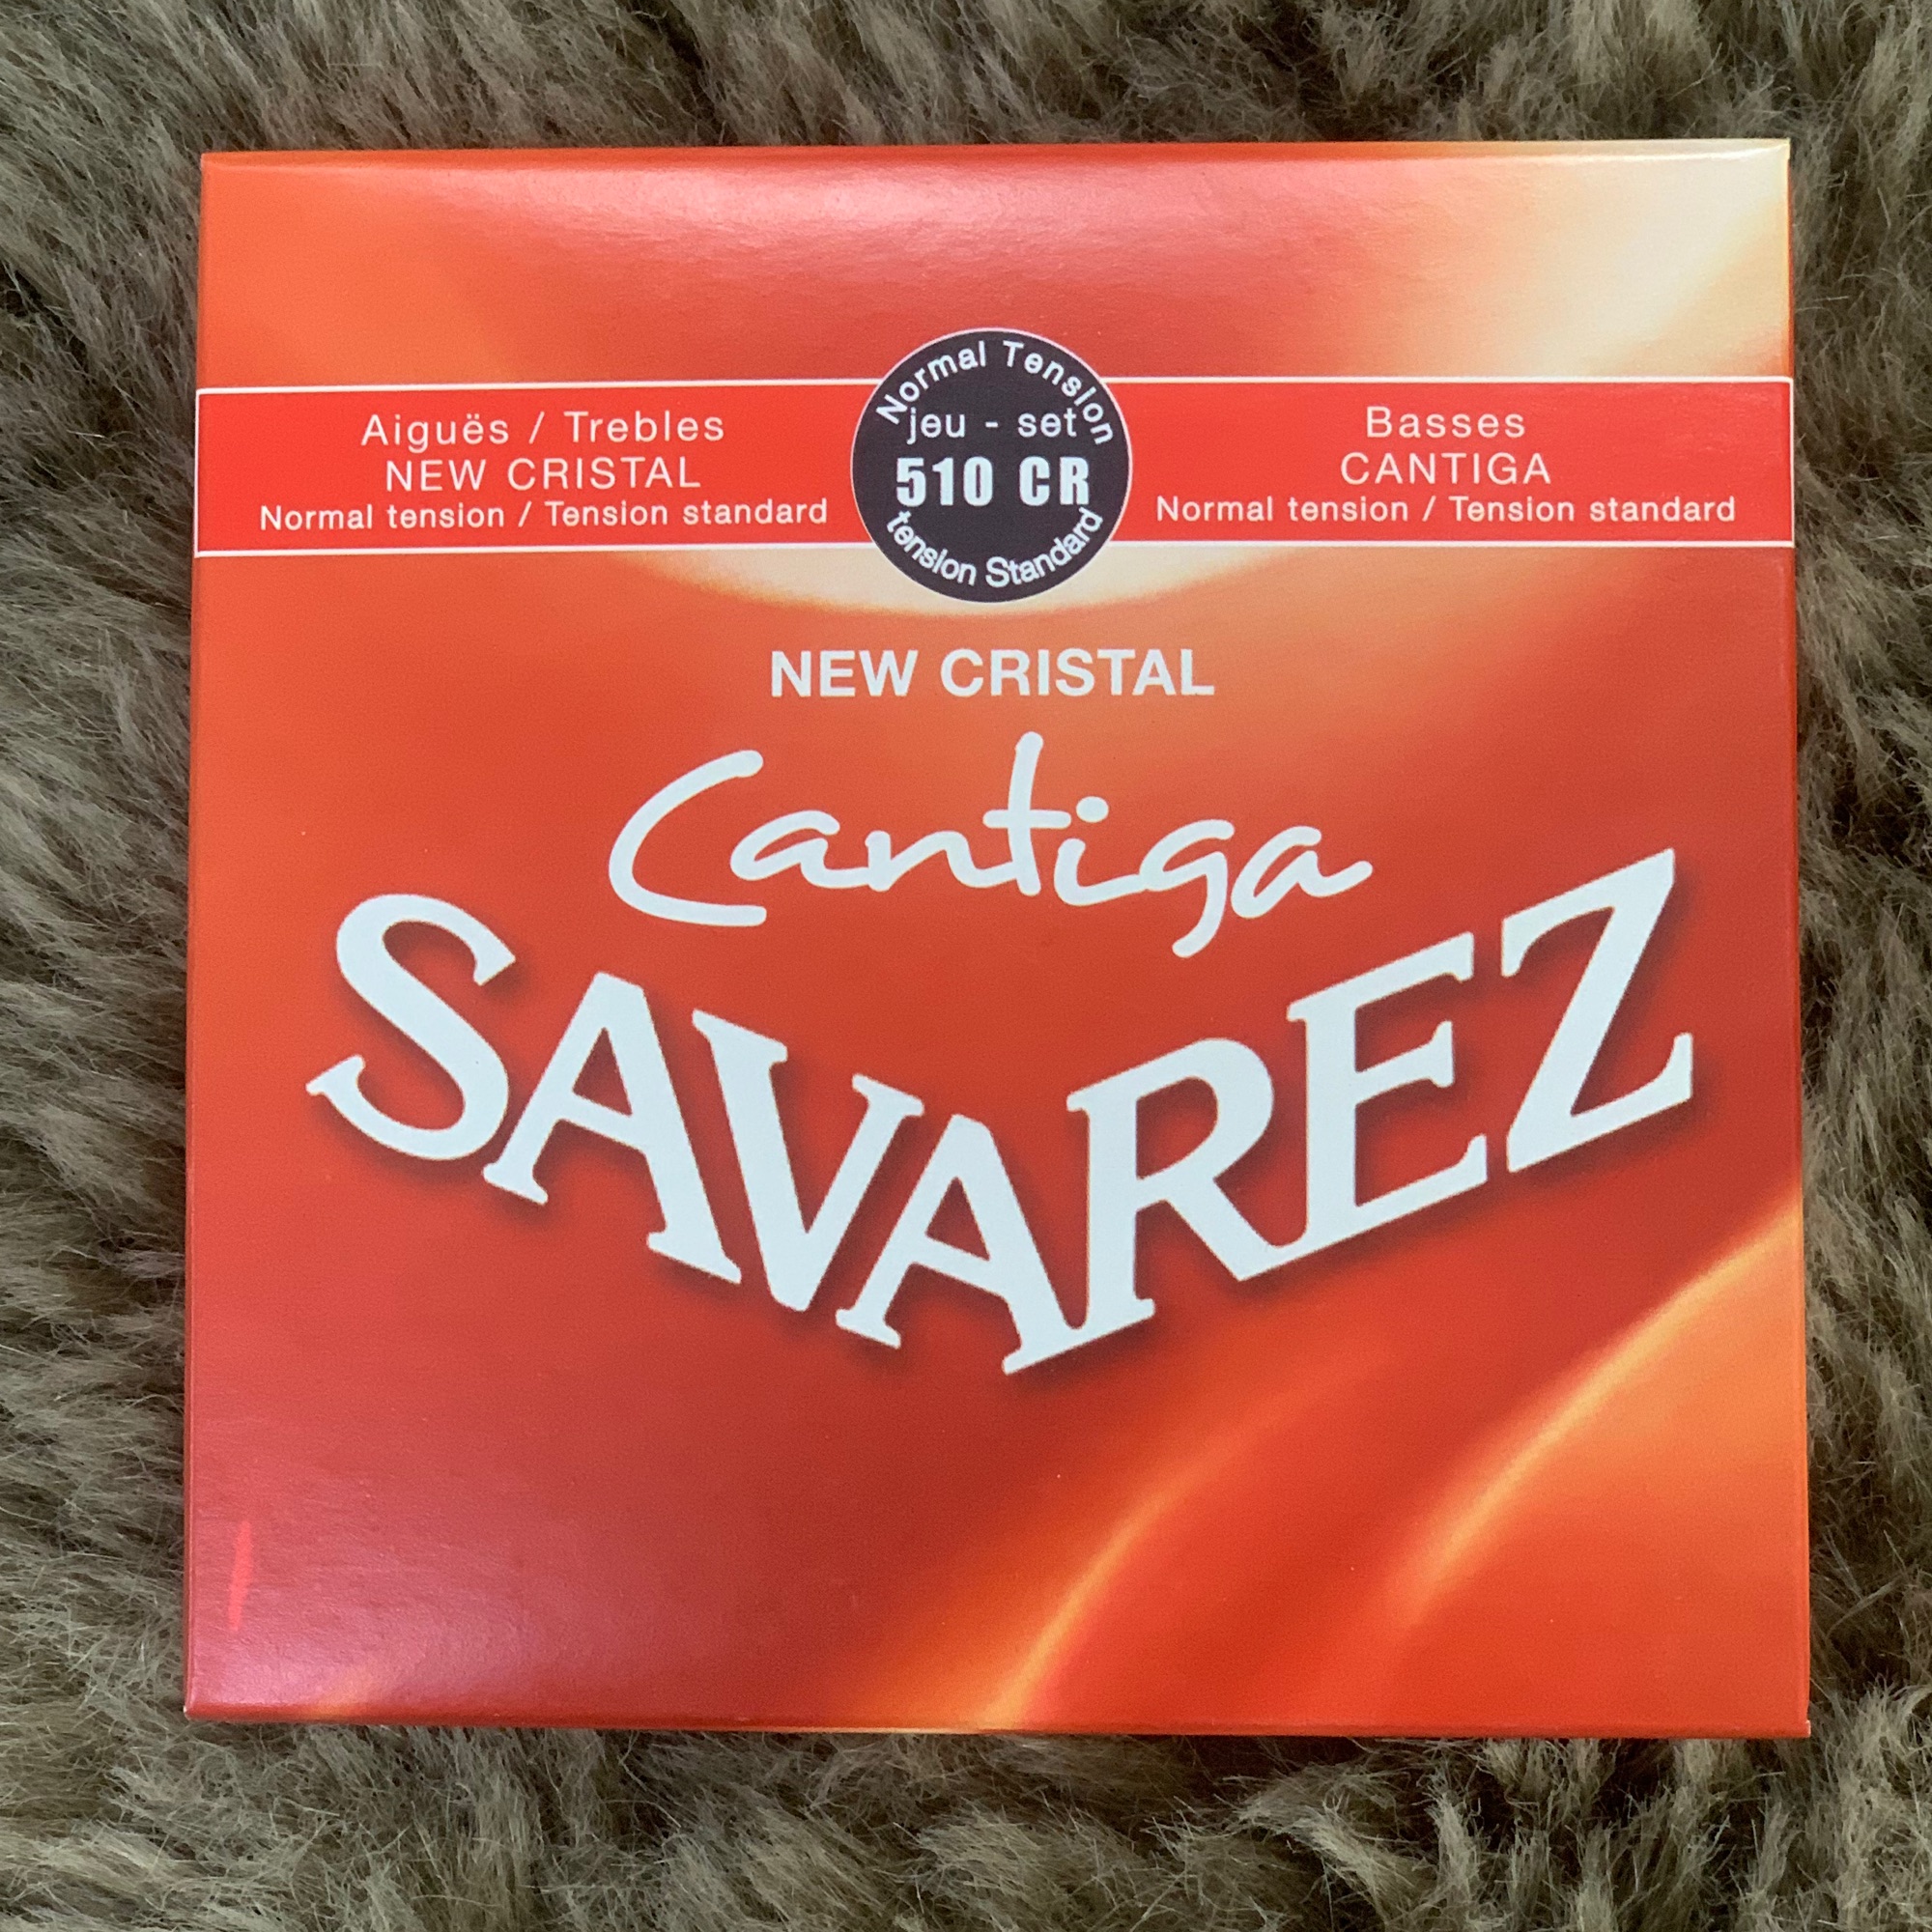 Normal Tension
jeu - set
510 CR
tension Standard
Aiguës / Trebles
NEW CRISTAL
Normal tension / Tension standard
Basses
CANTIGA
Normal tension / Tension standard
NEW CRISTAL
Cantiga
SAVAREZ